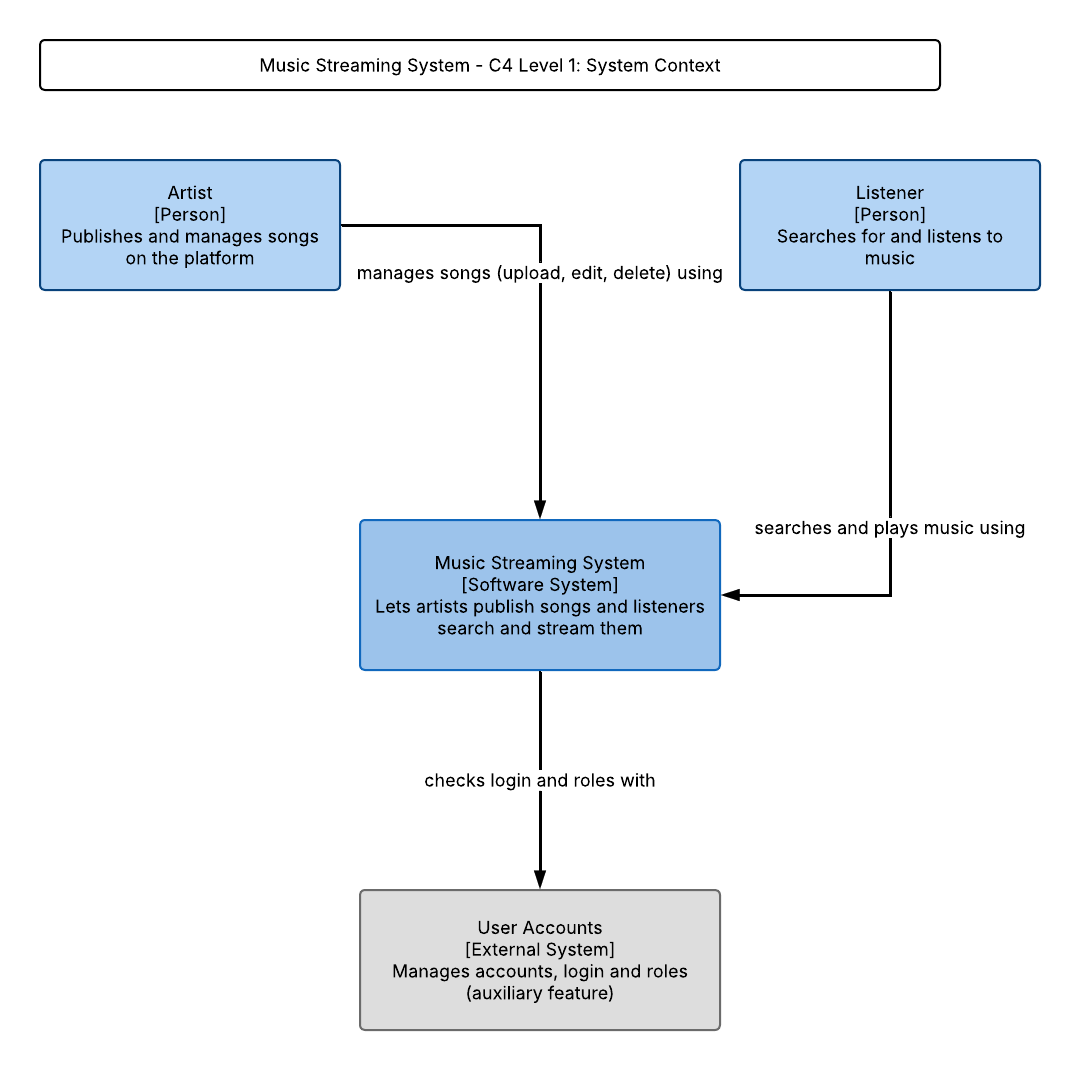 Music Streaming System - C4 Level 1: System Context
Artist
[Person]
Publishes and manages songs
on the platform
Listener
[Person]
Searches for and listens to
music
manages songs (upload, edit, delete) using
searches and plays music using
Music Streaming System
[Software System]
Lets artists publish songs and listeners
search and stream them
checks login and roles with
User Accounts
[External System]
Manages accounts, login and roles
(auxiliary feature)